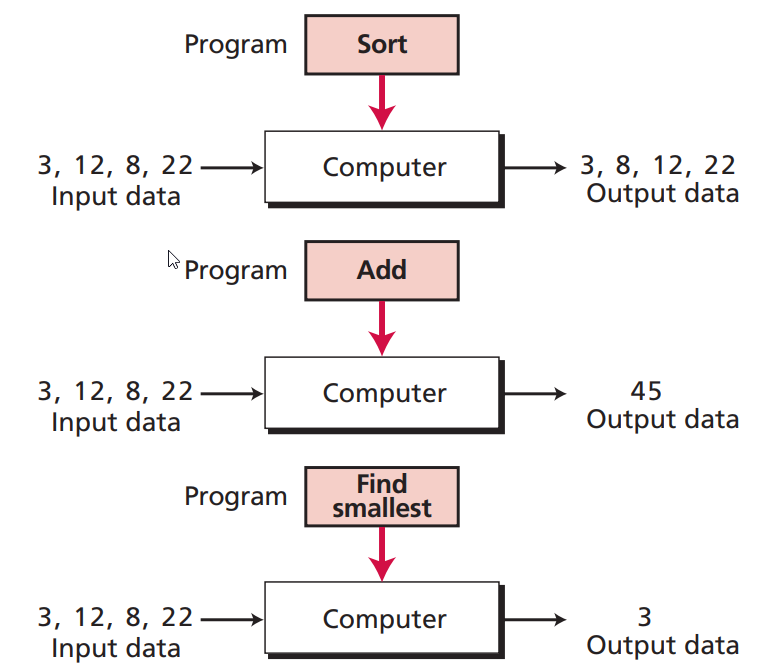 Program
Sort
3, 12, 8, 22
Input data
Computer
3, 8, 12, 22
Output data
Program
Add
3, 12, 8, 22
Input data
Computer
45
Output data
Program
Find
smallest
3, 12, 8, 22
Input data
Computer
3
Output data